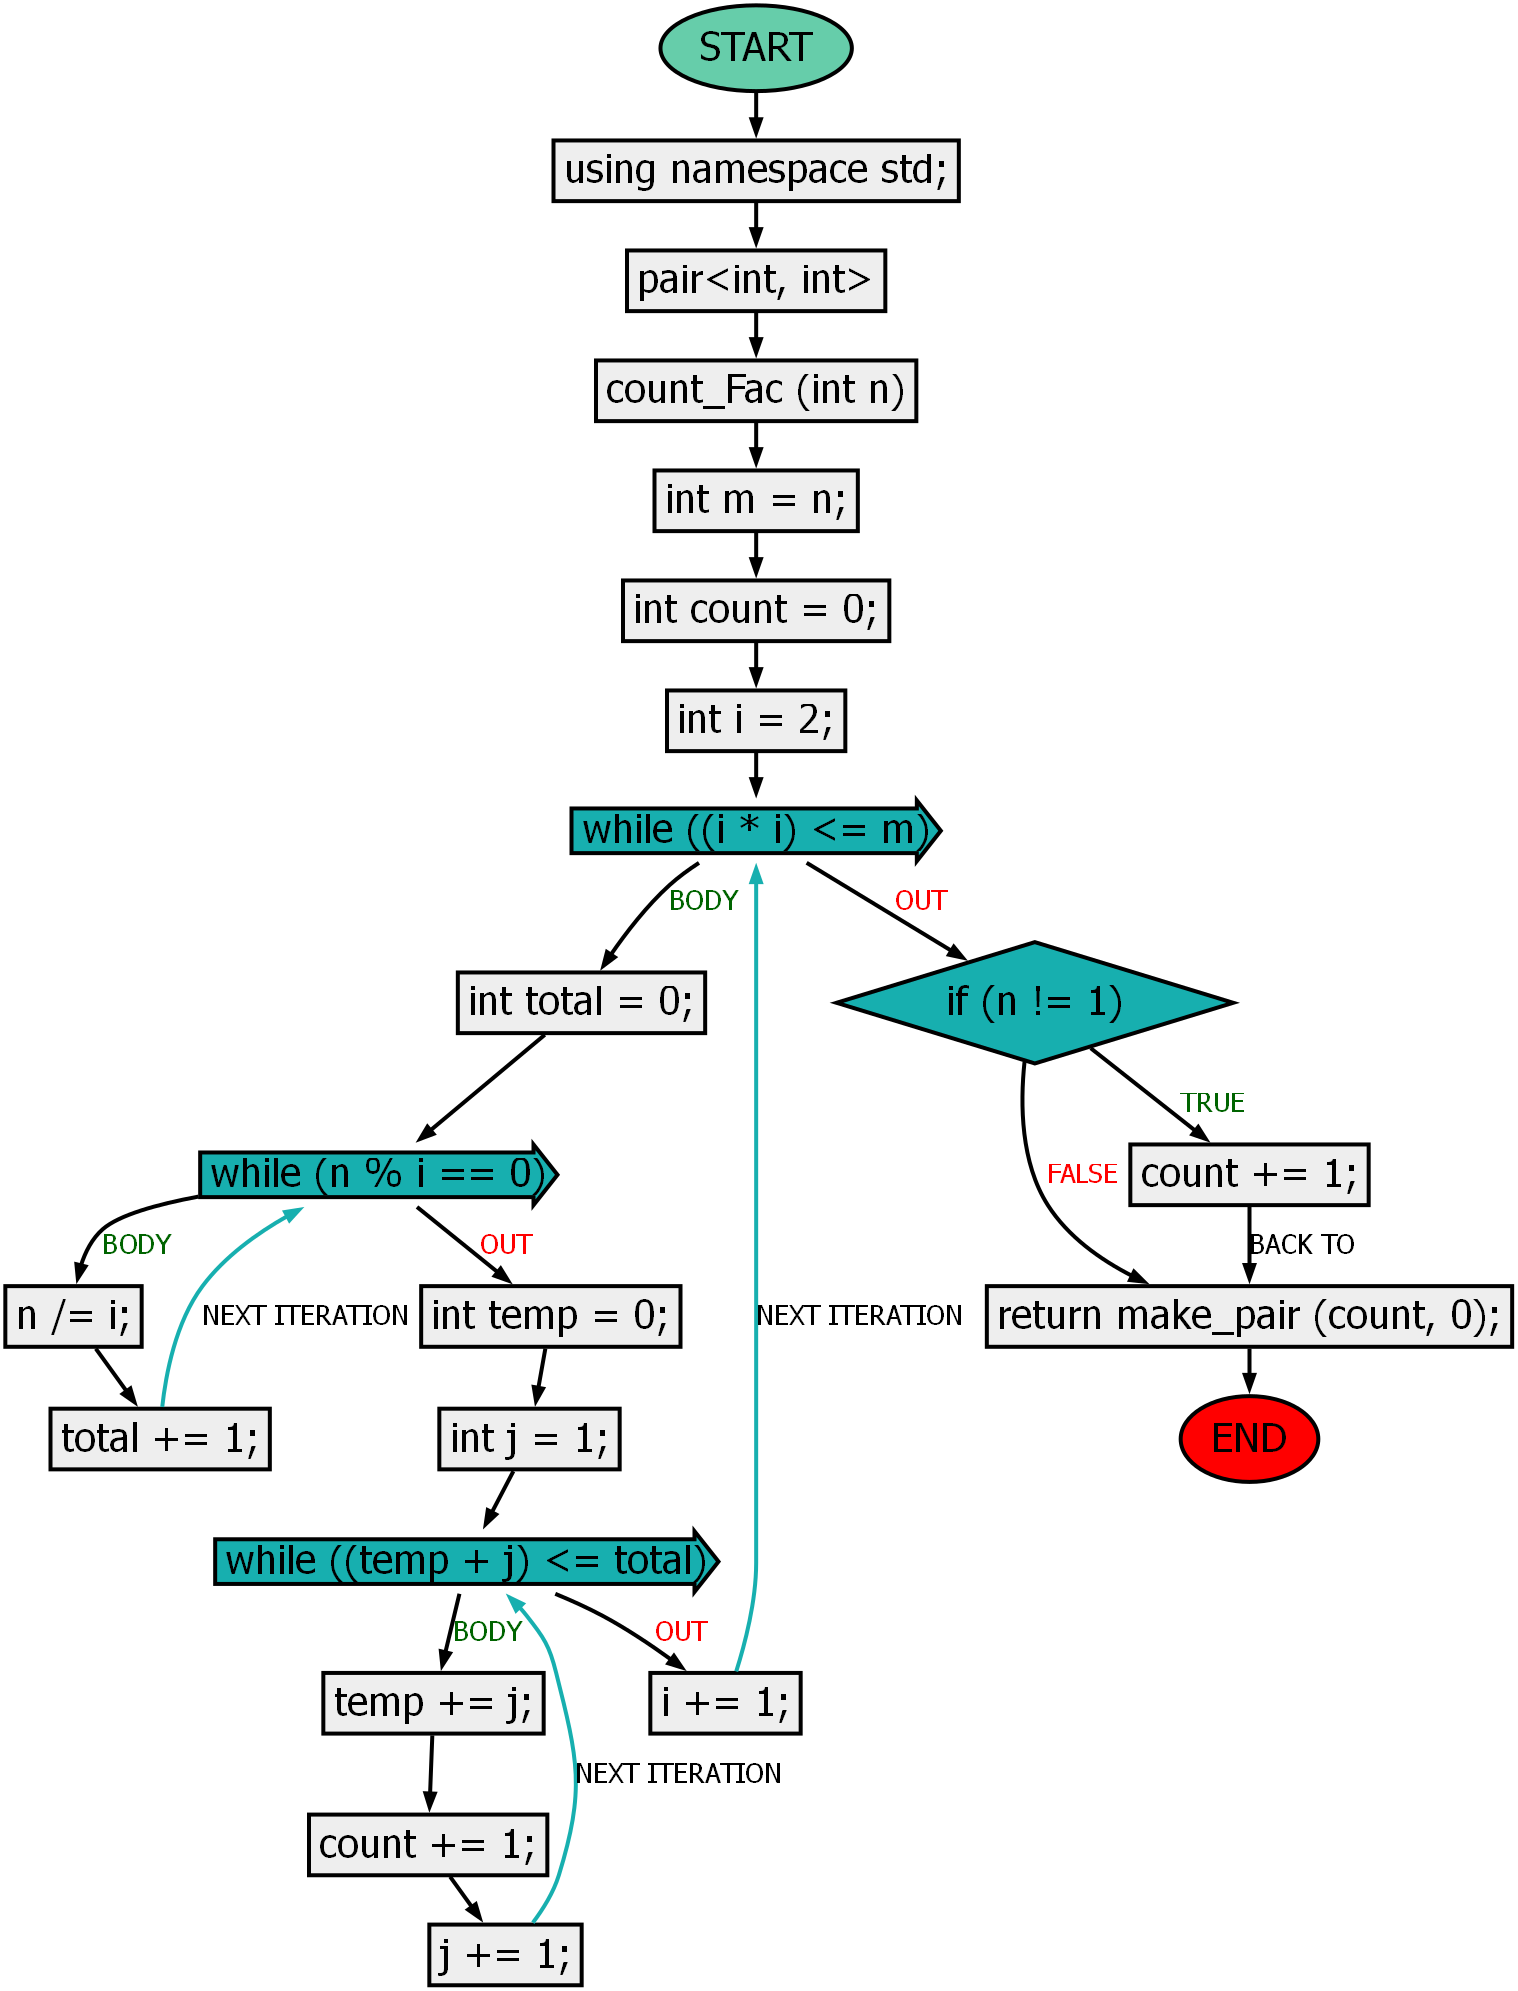 START
using namespace std;
pair<int, int>
count_Fac (int n)
int m = n;
int count = 0;
int i = 2;
while ((i * i) <= m)
BODY
OUT
int total = 0;
if (n != 1)
TRUE
while (n % i == 0)
FALSE
count += 1;
BODY
OUT
BACK TO
n /= i;
NEXT ITERATION
int temp = 0;
NEXT ITERATION
return make_pair (count, 0);
total += 1;
int j = 1;
END
while ((temp + j) <= total)
BODY
OUT
temp += j;
i += 1;
NEXT ITERATION
count += 1;
j += 1;